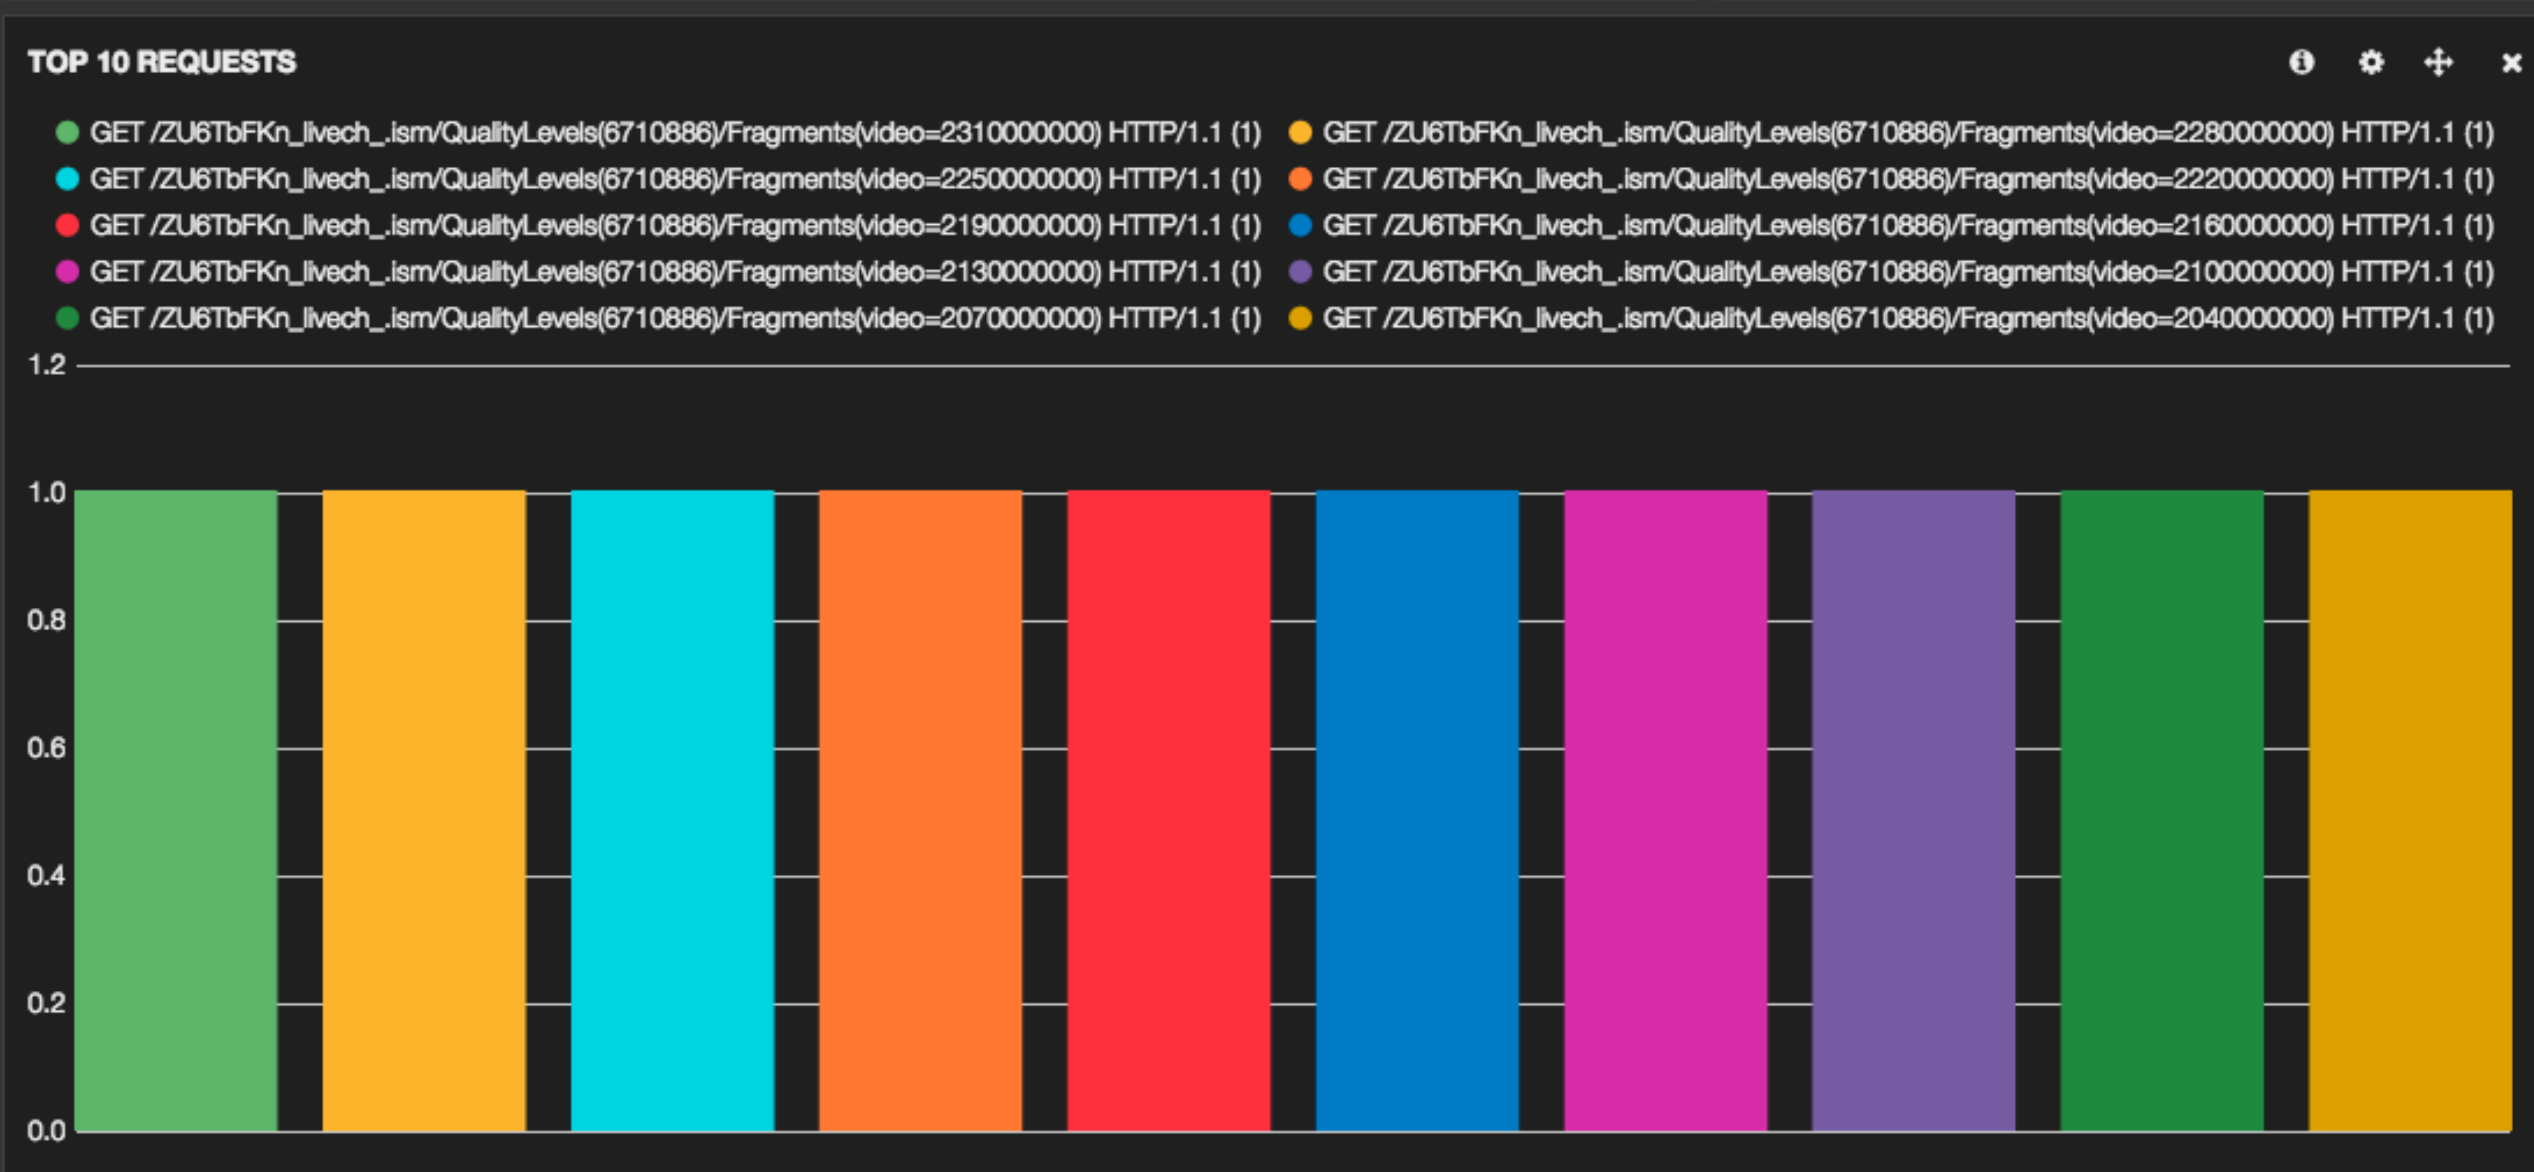 TOP 10 REQUESTS
GET /ZU6TbFKn_livech_.ism/QualityLevels(6710886)/Fragments(video=2310000000) HTTP/1.1 (1) GET /ZU6TbFKn_livech_.ism/QualityLevels(6710886)/Fragments(video=2280000000) HTTP/1.1 (1)
GET /ZU6TbFKn_livech_.ism/QualityLevels(6710886)/Fragments(video=2250000000) HTTP/1.1 (1) GET /ZU6TbFKn_livech_.ism/QualityLevels(6710886)/Fragments(video=2220000000) HTTP/1.1 (1)
GET /ZU6TbFKn_livech_.ism/QualityLevels(6710886)/Fragments(video=2190000000) HTTP/1.1 (1) GET /ZU6TbFKn_livech_.ism/QualityLevels(6710886)/Fragments(video=2160000000) HTTP/1.1 (1)
GET /ZU6TbFKn_livech_.ism/QualityLevels(6710886)/Fragments(video=2130000000) HTTP/1.1 (1) GET /ZU6TbFKn_livech_.ism/QualityLevels(6710886)/Fragments(video=2100000000) HTTP/1.1 (1)
GET /ZU6TbFKn_livech_.ism/QualityLevels(6710886)/Fragments(video=2070000000) HTTP/1.1 (1) GET /ZU6TbFKn_livech_.ism/QualityLevels(6710886)/Fragments(video=2040000000) HTTP/1.1 (1)
1.2
1.0
0.8
0.6
0.4
0.2
0.0